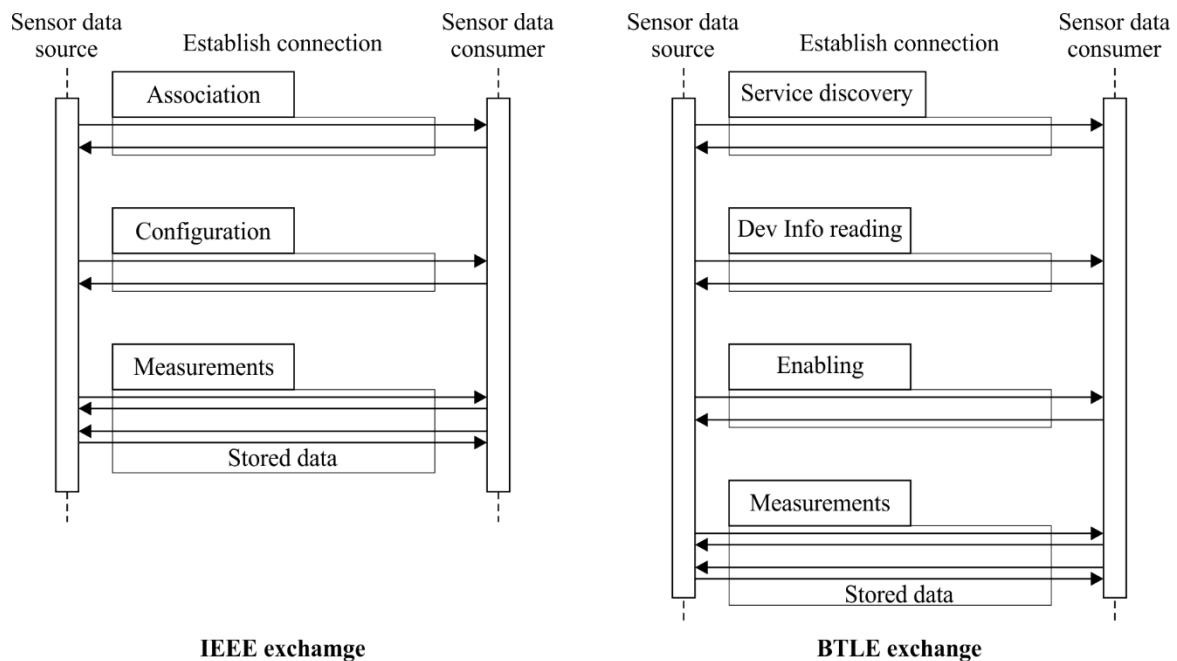 Sensor data
source
Establish connection
Sensor data
consumer
Association
Configuration
Measurements
Stored data
IEEE exchamge
Sensor data
source
Establish connection
Sensor data
consumer
Service discovery
Dev Info reading
Enabling
Measurements
Stored data
BTLE exchange